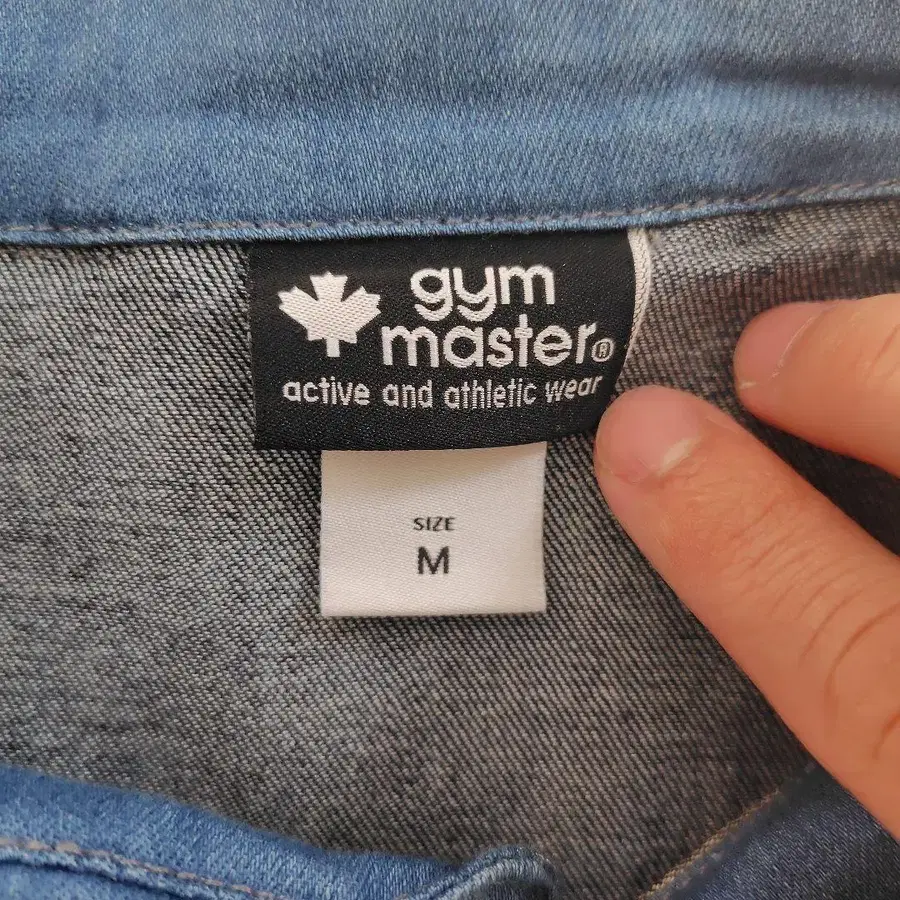 gym
master®
active and athletic wear
SIZE
M